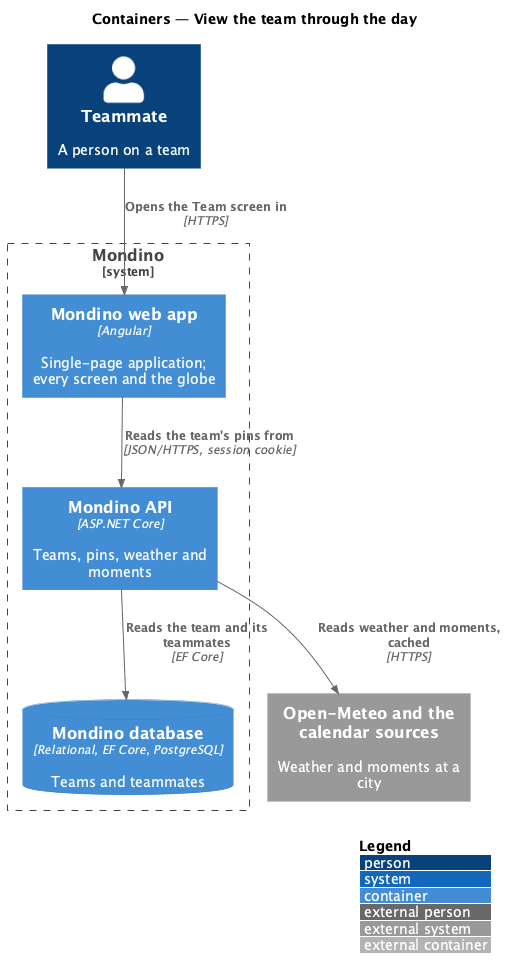 Containers — View the team through the day
Teammate
A person on a team
Opens the Team screen in
[HTTPS]
Mondino
[system]
Mondino web app
[Angular]
Single-page application;
every screen and the globe
Reads the team's pins from
[JSON/HTTPS, session cookie]
Mondino API
[ASP.NET Core]
Teams, pins, weather and
moments
Reads the team and its
teammates
[EF Core]
Reads weather and moments,
cached
[HTTPS]
Mondino database
[Relational, EF Core, PostgreSQL]
Teams and teammates
Open-Meteo and the
calendar sources
Weather and moments at a
city
Legend
person
system
container
external person
external system
external container